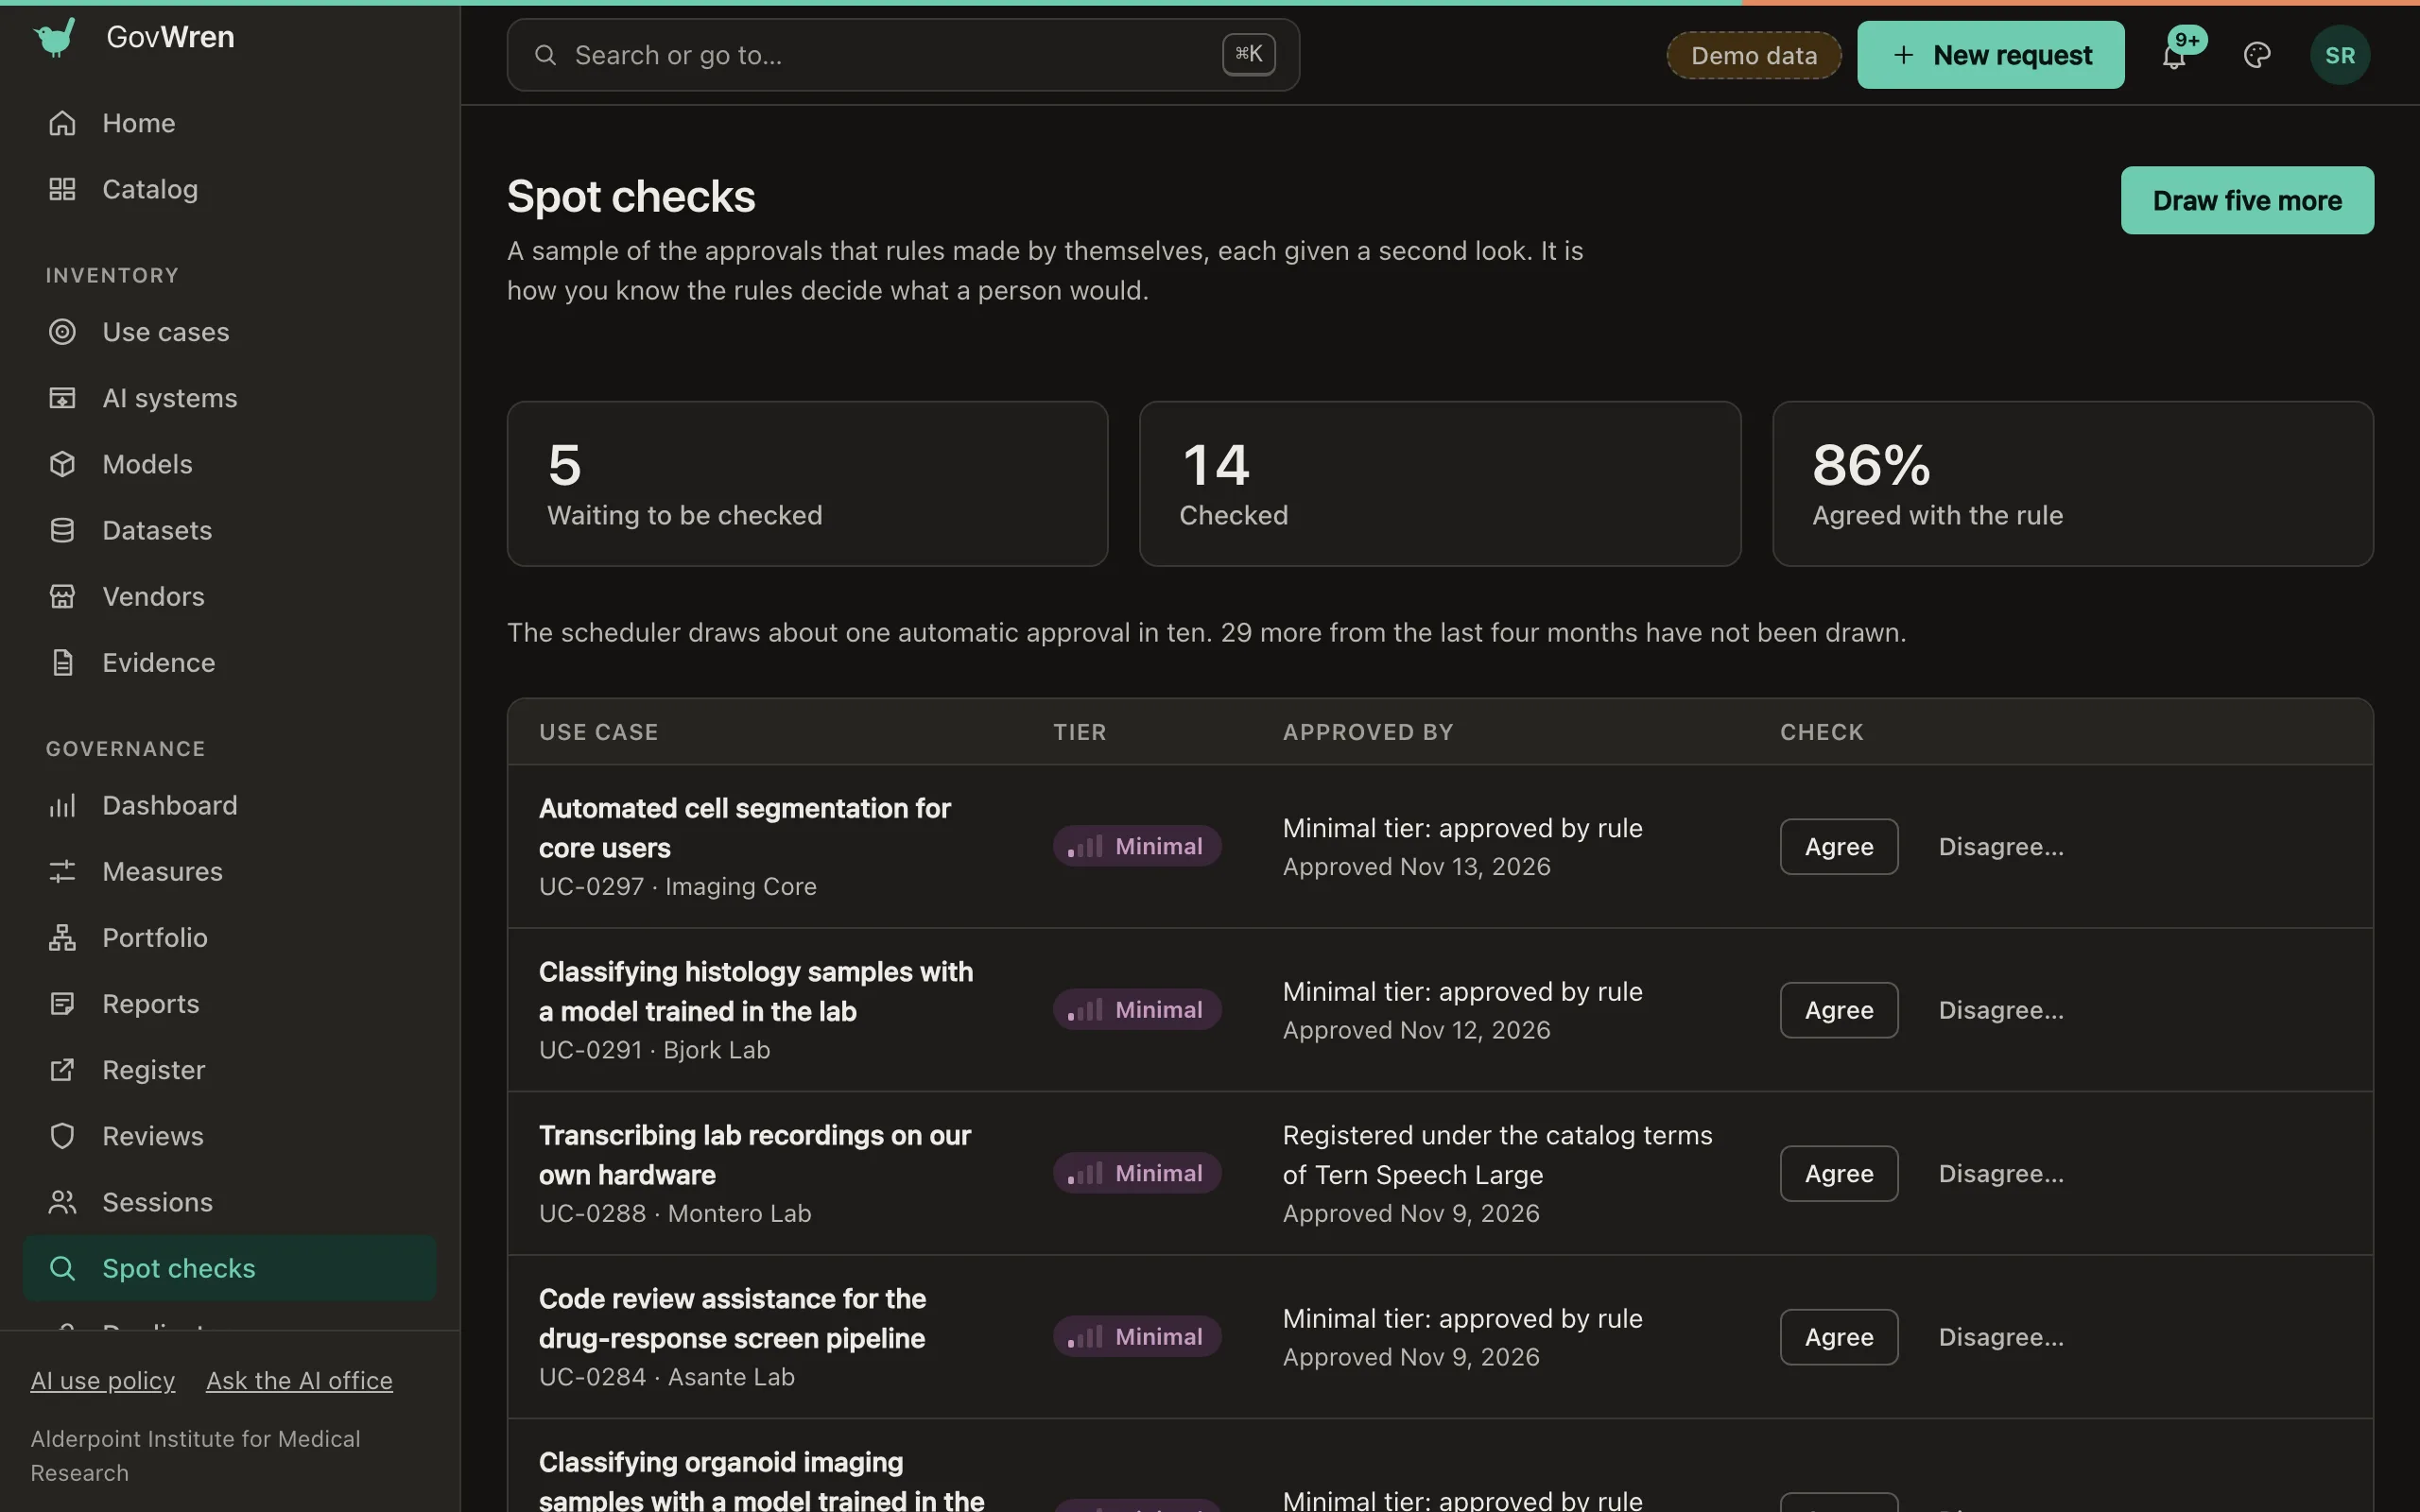 GovWren
Home
Catalog
INVENTORY
Use cases
AI systems
Models
Datasets
Vendors
Evidence
GOVERNANCE
Dashboard
Measures
Portfolio
Reports
Register
Reviews
Sessions
Spot checks
AI use policy
Ask the AI office
Alderpoint Institute for Medical
Research
Search or go to...
⌘K
Demo data
+ New request
9+
SR
Spot checks
A sample of the approvals that rules made by themselves, each given a second look. It is
how you know the rules decide what a person would.
Draw five more
5
Waiting to be checked
14
Checked
86%
Agreed with the rule
The scheduler draws about one automatic approval in ten. 29 more from the last four months have not been drawn.
USE CASE
TIER
APPROVED BY
CHECK
Automated cell segmentation for
core users
UC-0297 · Imaging Core
Minimal
Minimal tier: approved by rule
Approved Nov 13, 2026
Agree
Disagree...
Classifying histology samples with
a model trained in the lab
UC-0291 · Bjork Lab
Minimal
Minimal tier: approved by rule
Approved Nov 12, 2026
Agree
Disagree...
Transcribing lab recordings on our
own hardware
UC-0288 · Montero Lab
Minimal
Registered under the catalog terms
of Tern Speech Large
Approved Nov 9, 2026
Agree
Disagree...
Code review assistance for the
drug-response screen pipeline
UC-0284 · Asante Lab
Minimal
Minimal tier: approved by rule
Approved Nov 9, 2026
Agree
Disagree...
Classifying organoid imaging
samples with a model trained in the
Minimal tier: approved by rule